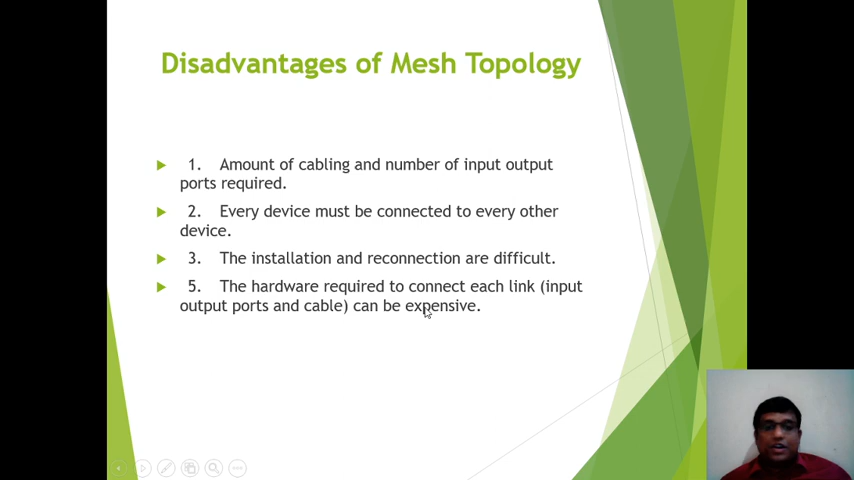 Disadvantages of Mesh Topology
1. Amount of cabling and number of input output
ports required.
2. Every device must be connected to every other
device.
3. The installation and reconnection are difficult.
5. The hardware required to connect each link (input
output ports and cable) can be expensive.